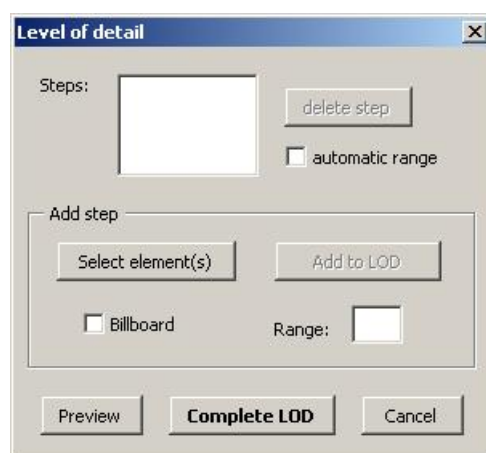 Level of detail
Steps:
delete step
automatic range
Add step
Select element(s)
Add to LOD
Billboard
Range:
Preview
Complete LOD
Cancel